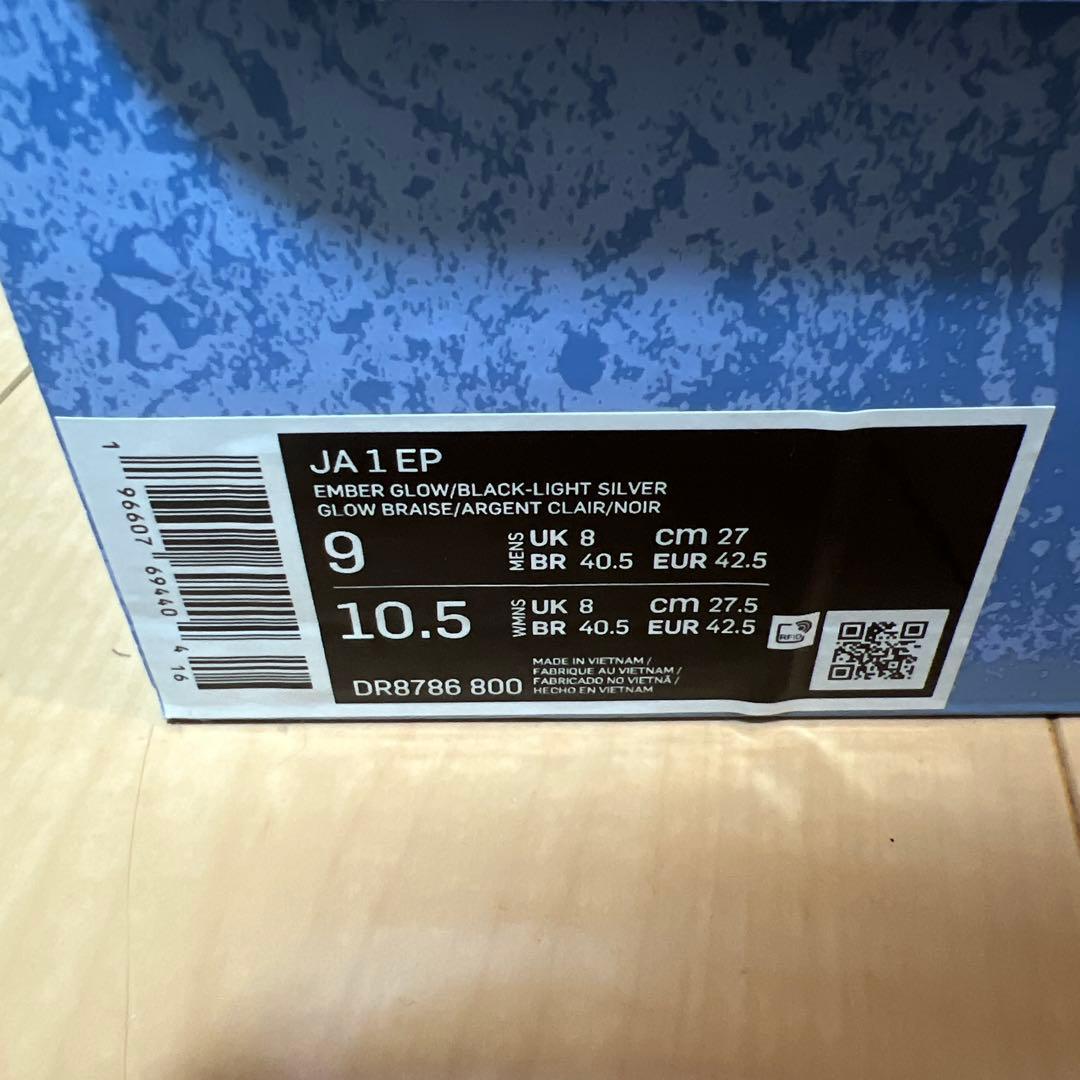 JA 1 EP
EMBER GLOW/BLACK-LIGHT SILVER
GLOW BRAISE/ARGENT CLAIR/NOIR
9 MENS UK 8 cm 27
BR 40.5 EUR 42.5
10.5 WMNS UK 8 cm 27.5
BR 40.5 EUR 42.5
RFID
DR8786 800
MADE IN VIETNAM /
FABRIQUE AU VIETNAM /
FABRICADO NO VIETNÃ /
HECHO EN VIETNAM
1 96607 69440 4 16